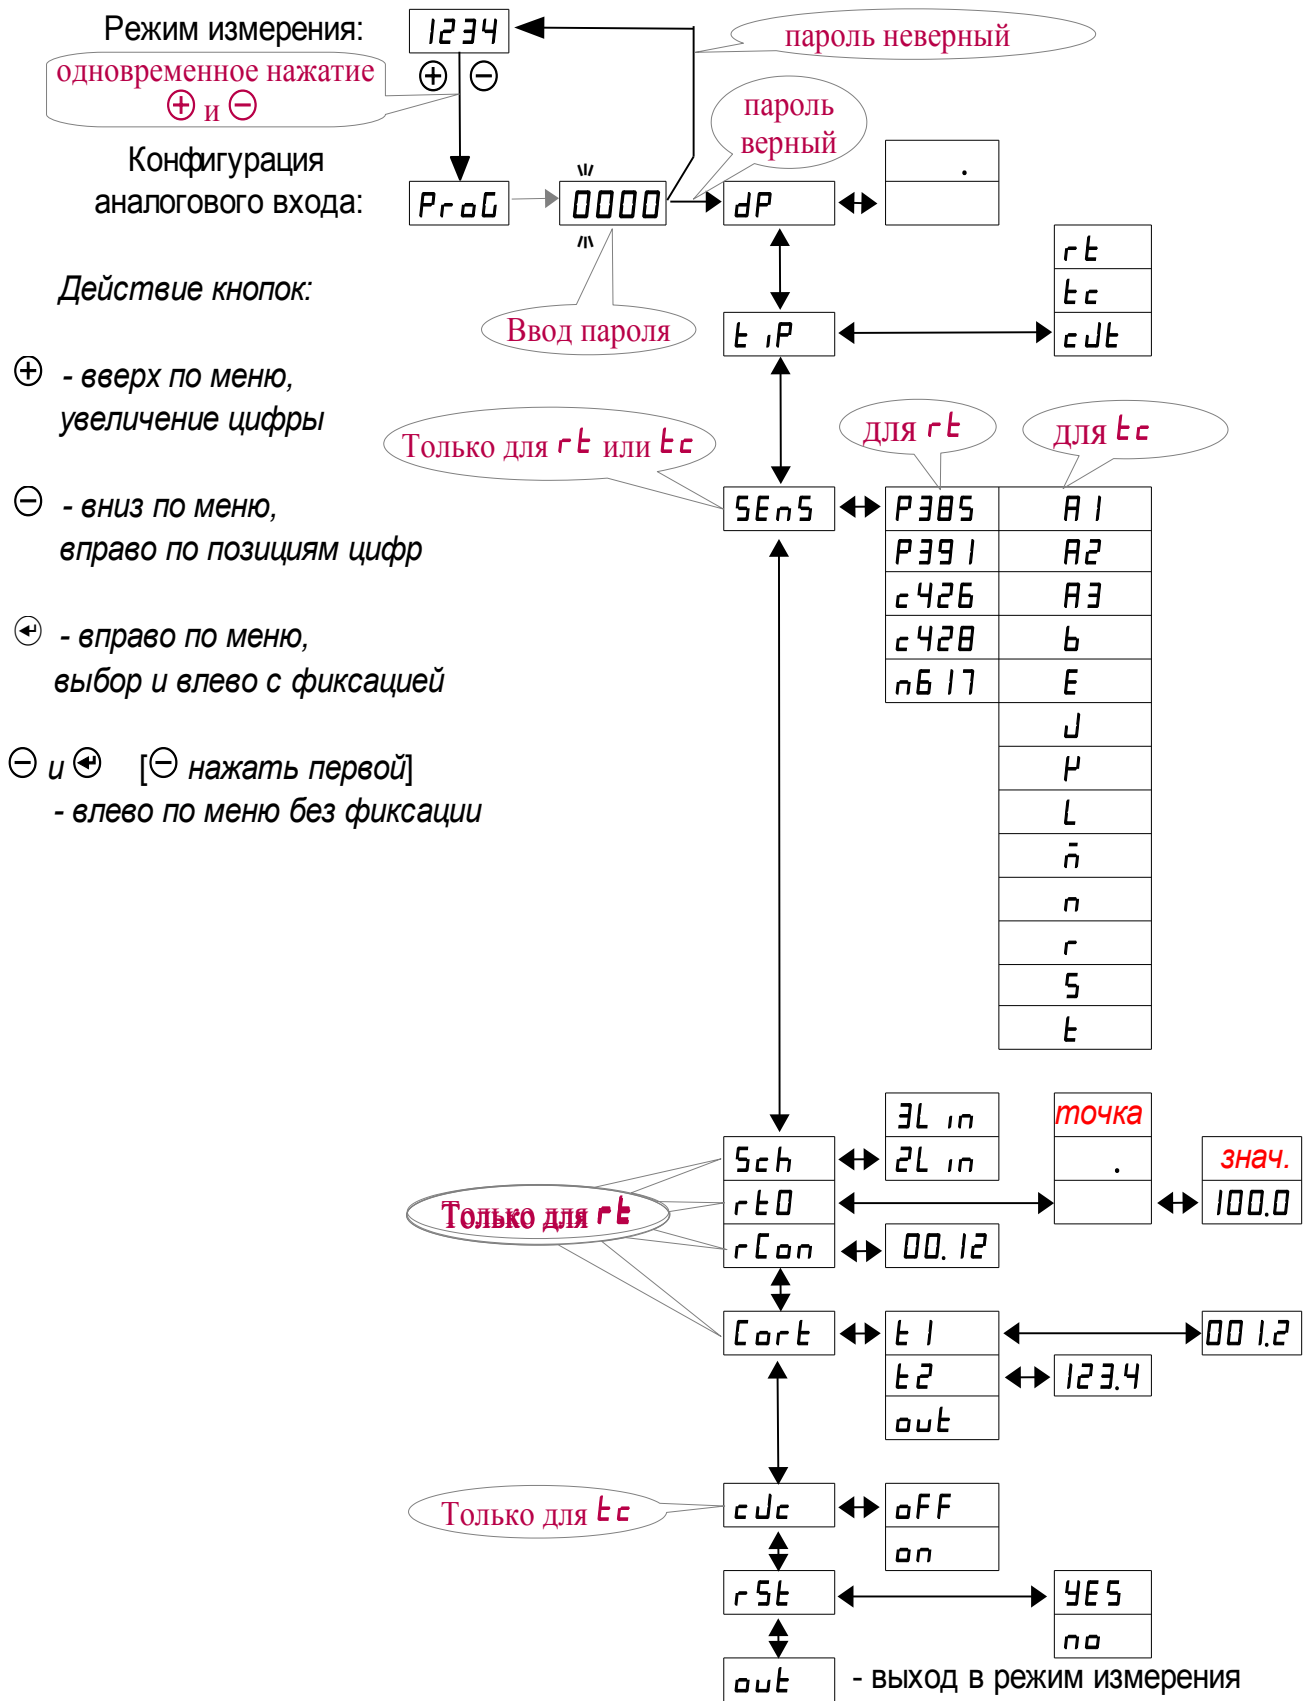 Режим измерения:
1234
пароль неверный
одновременное нажатие
⊕ и ⊖
⊕ ⊖
пароль
верный
Конфигурация
аналогового входа:
ProG
0000
dP
.
Действие кнопок:
Ввод пароля
tiP
rt
tc
cJt
⊕ - вверх по меню,
увеличение цифры
Только для rt или tc
для rt
для tc
⊖ - вниз по меню,
вправо по позициям цифр
SEnS
P385 A1
P391 A2
c426 A3
c428 b
n617 E
J
µ
L
n̄
n
r
S
t
↵ - вправо по меню,
выбор и влево с фиксацией
⊖ и ↵ [⊖ нажать первой]
- влево по меню без фиксации
Sch
3Lin
2Lin
точка
.
знач.
100.0
Только для rt
rt0
rCon
00.12
Cort
t1
001.2
t2
123.4
out
Только для tc
cJc
oFF
on
rSt
YES
no
out - выход в режим измерения